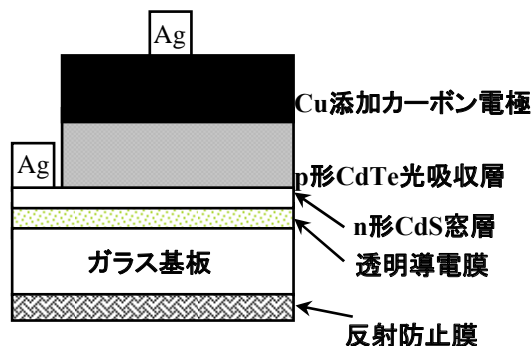 Ag
Cu添加カーボン電極
Ag
p形CdTe光吸収層
n形CdS窓層
透明導電膜
ガラス基板
反射防止膜